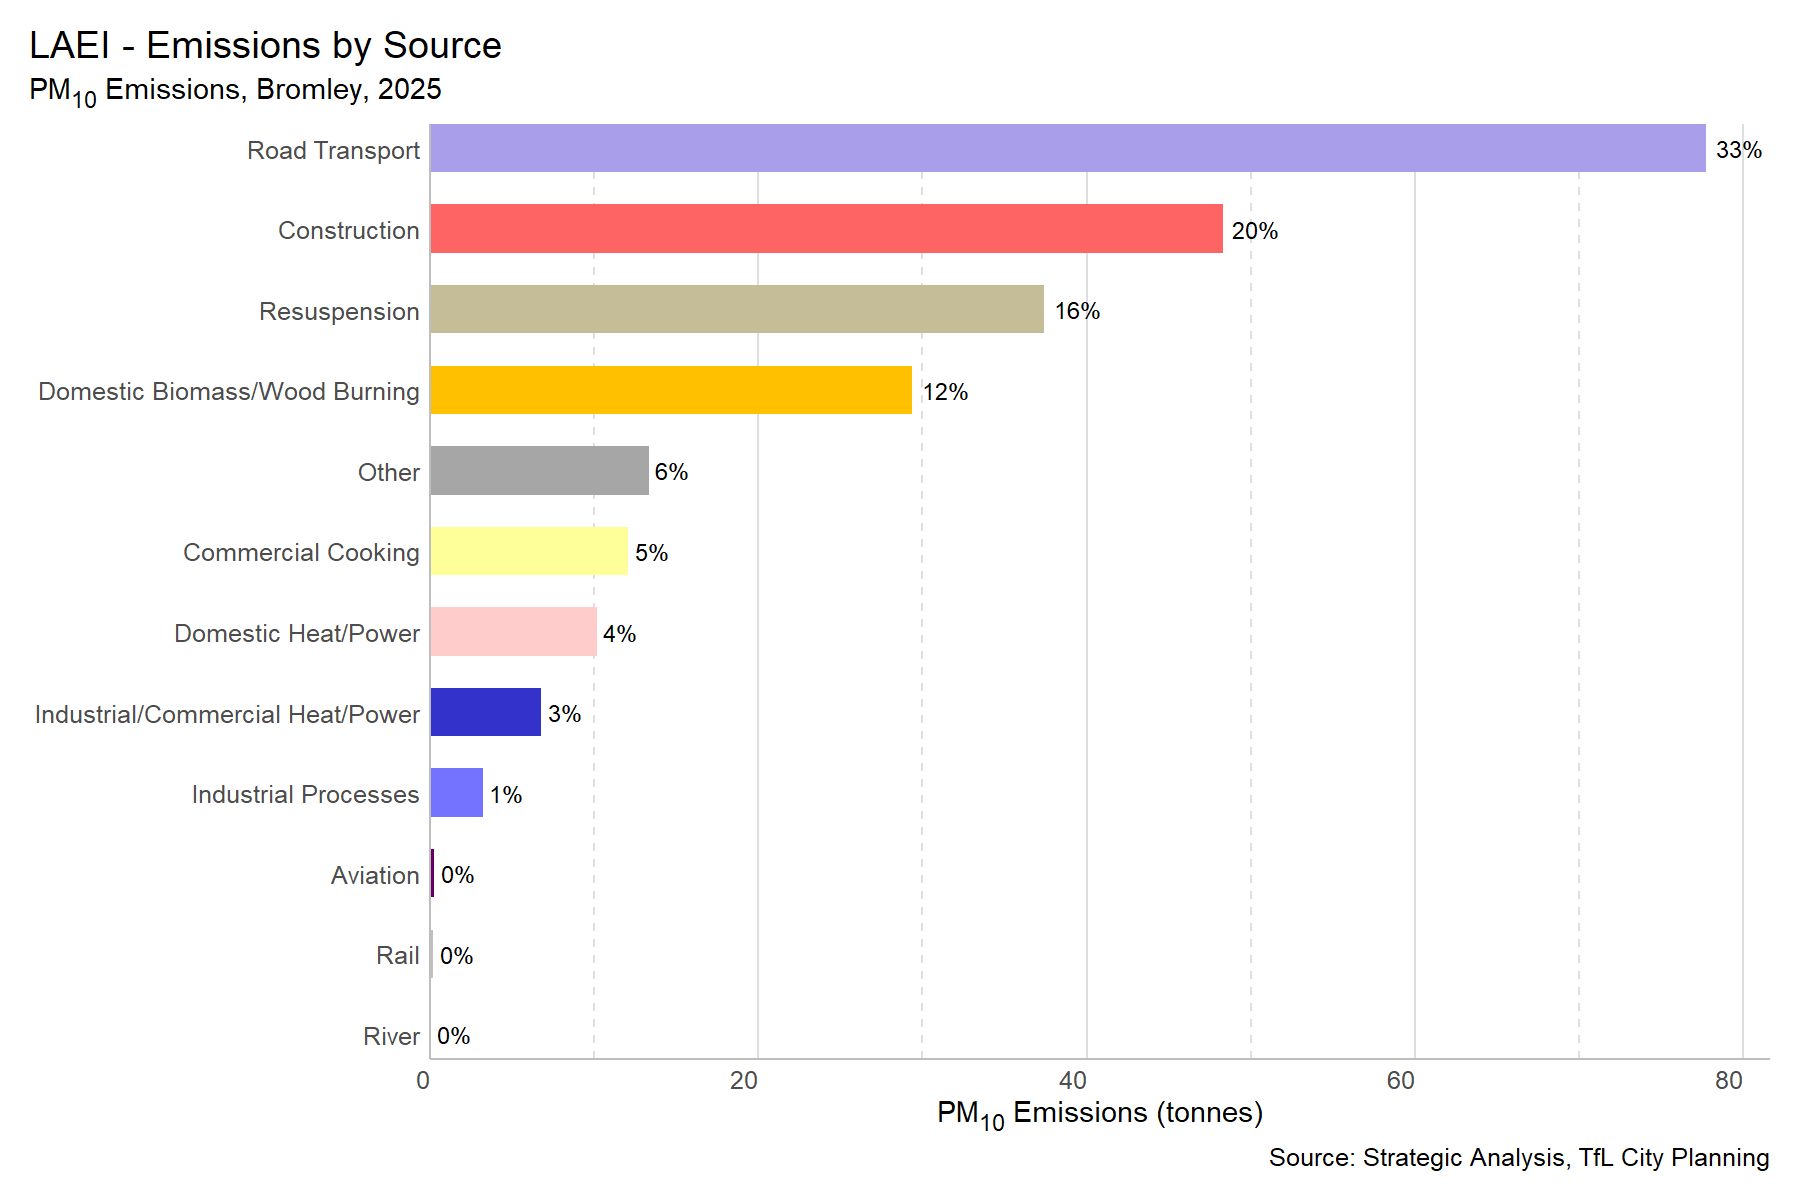 LAEI - Emissions by Source
PM10 Emissions, Bromley, 2025
Road Transport 33%
Construction 20%
Resuspension 16%
Domestic Biomass/Wood Burning 12%
Other 6%
Commercial Cooking 5%
Domestic Heat/Power 4%
Industrial/Commercial Heat/Power 3%
Industrial Processes 1%
Aviation 0%
Rail 0%
River 0%
0 20 40 60 80
PM10 Emissions (tonnes)
Source: Strategic Analysis, TfL City Planning